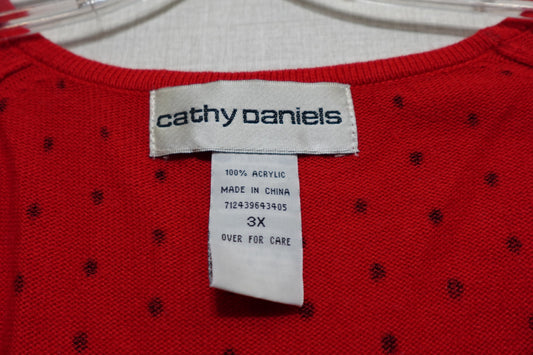 cathy Daniels
100% ACRYLIC
MADE IN CHINA
712439643405
3X
OVER FOR CARE